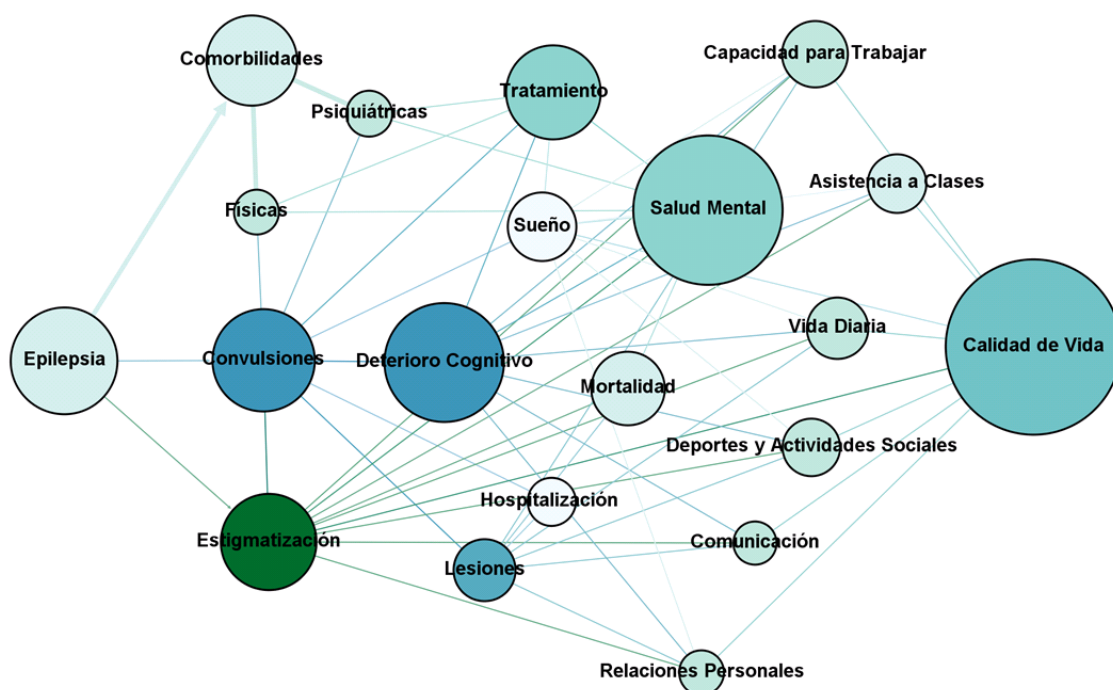 Capacidad para Trabajar
Comorbilidades
Tratamiento
Psiquiátricas
Asistencia a Clases
Salud Mental
Físicas
Sueño
Vida Diaria
Calidad de Vida
Epilepsia
Convulsiones
Deterioro Cognitivo
Mortalidad
Deportes y Actividades Sociales
Hospitalización
Estigmatización
Comunicación
Lesiones
Relaciones Personales